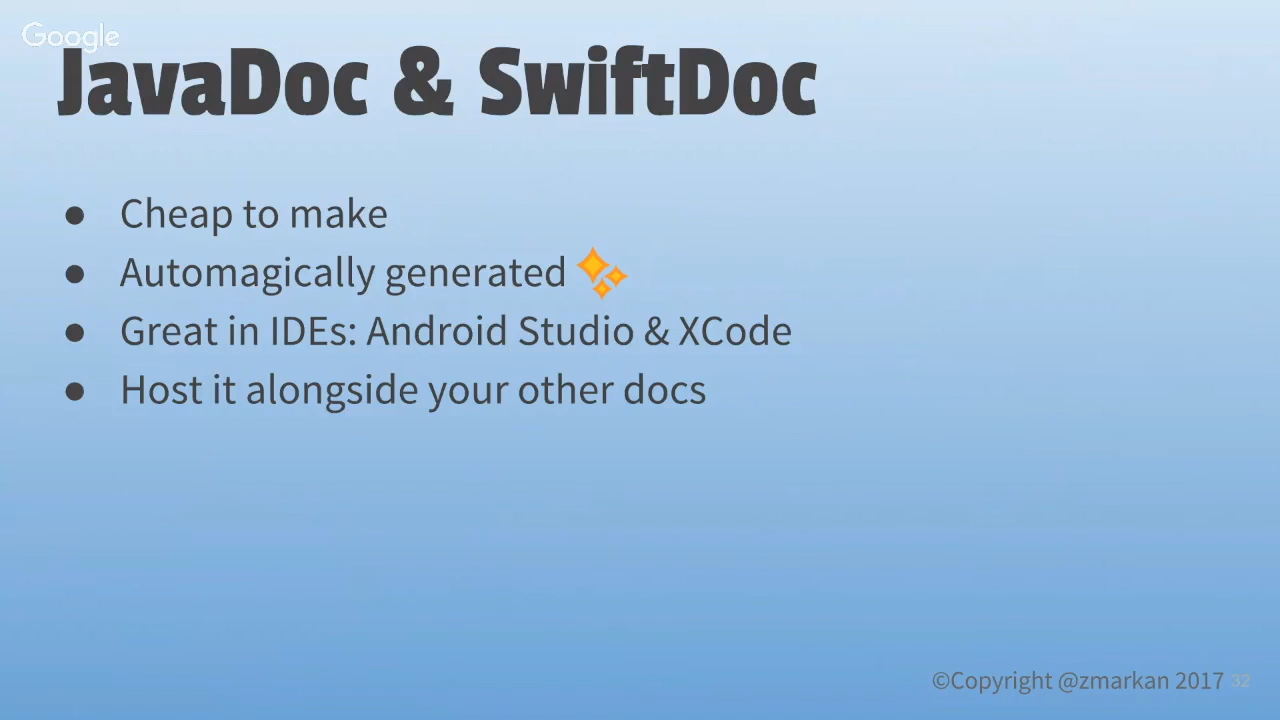 Google
JavaDoc & SwiftDoc
● Cheap to make
● Automagically generated ✨
● Great in IDEs: Android Studio & XCode
● Host it alongside your other docs
©Copyright @zmarkan 2017 32